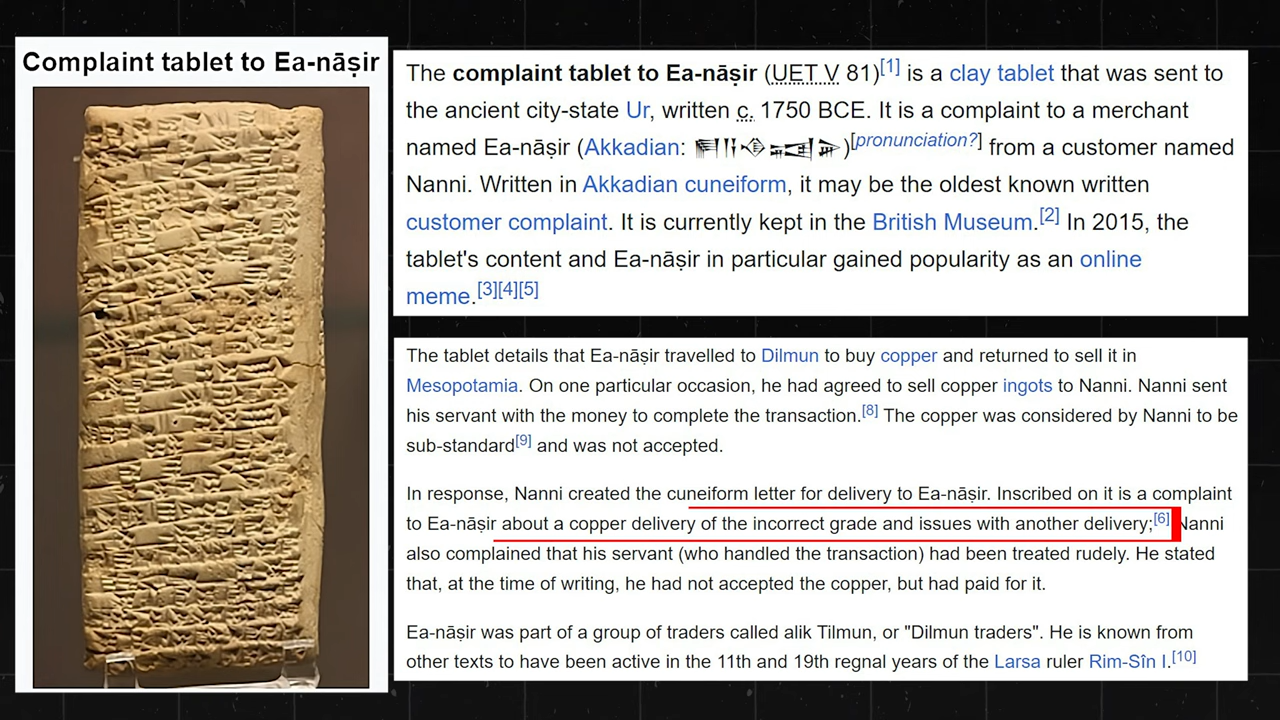 Complaint tablet to Ea-nāṣir
The complaint tablet to Ea-nāṣir (UET V 81)[1] is a clay tablet that was sent to
the ancient city-state Ur, written c. 1750 BCE. It is a complaint to a merchant
named Ea-nāṣir (Akkadian: )[pronunciation?] from a customer named
Nanni. Written in Akkadian cuneiform, it may be the oldest known written
customer complaint. It is currently kept in the British Museum.[2] In 2015, the
tablet's content and Ea-nāṣir in particular gained popularity as an online
meme.[3][4][5]
The tablet details that Ea-nāṣir travelled to Dilmun to buy copper and returned to sell it in
Mesopotamia. On one particular occasion, he had agreed to sell copper ingots to Nanni. Nanni sent
his servant with the money to complete the transaction.[8] The copper was considered by Nanni to be
sub-standard[9] and was not accepted.
In response, Nanni created the cuneiform letter for delivery to Ea-nāṣir. Inscribed on it is a complaint
to Ea-nāṣir about a copper delivery of the incorrect grade and issues with another delivery;[6] Nanni
also complained that his servant (who handled the transaction) had been treated rudely. He stated
that, at the time of writing, he had not accepted the copper, but had paid for it.
Ea-nāṣir was part of a group of traders called alik Tilmun, or "Dilmun traders". He is known from
other texts to have been active in the 11th and 19th regnal years of the Larsa ruler Rim-Sîn I.[10]